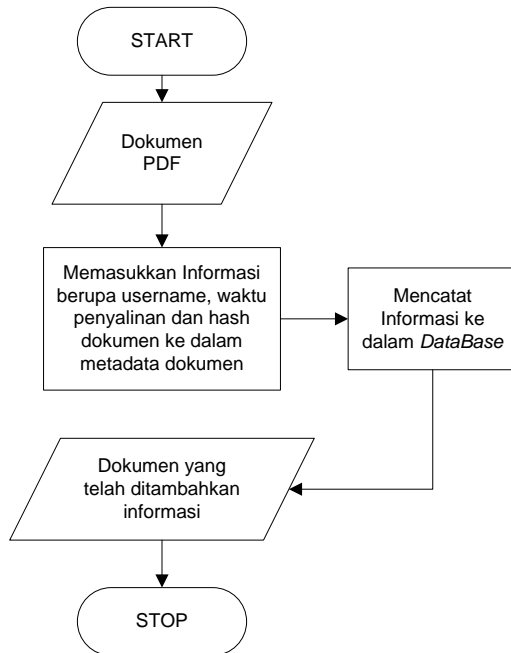 START
Dokumen
PDF
Memasukkan Informasi
berupa username, waktu
penyalinan dan hash
dokumen ke dalam
metadata dokumen
Mencatat
Informasi ke
dalam DataBase
Dokumen yang
telah ditambahkan
informasi
STOP